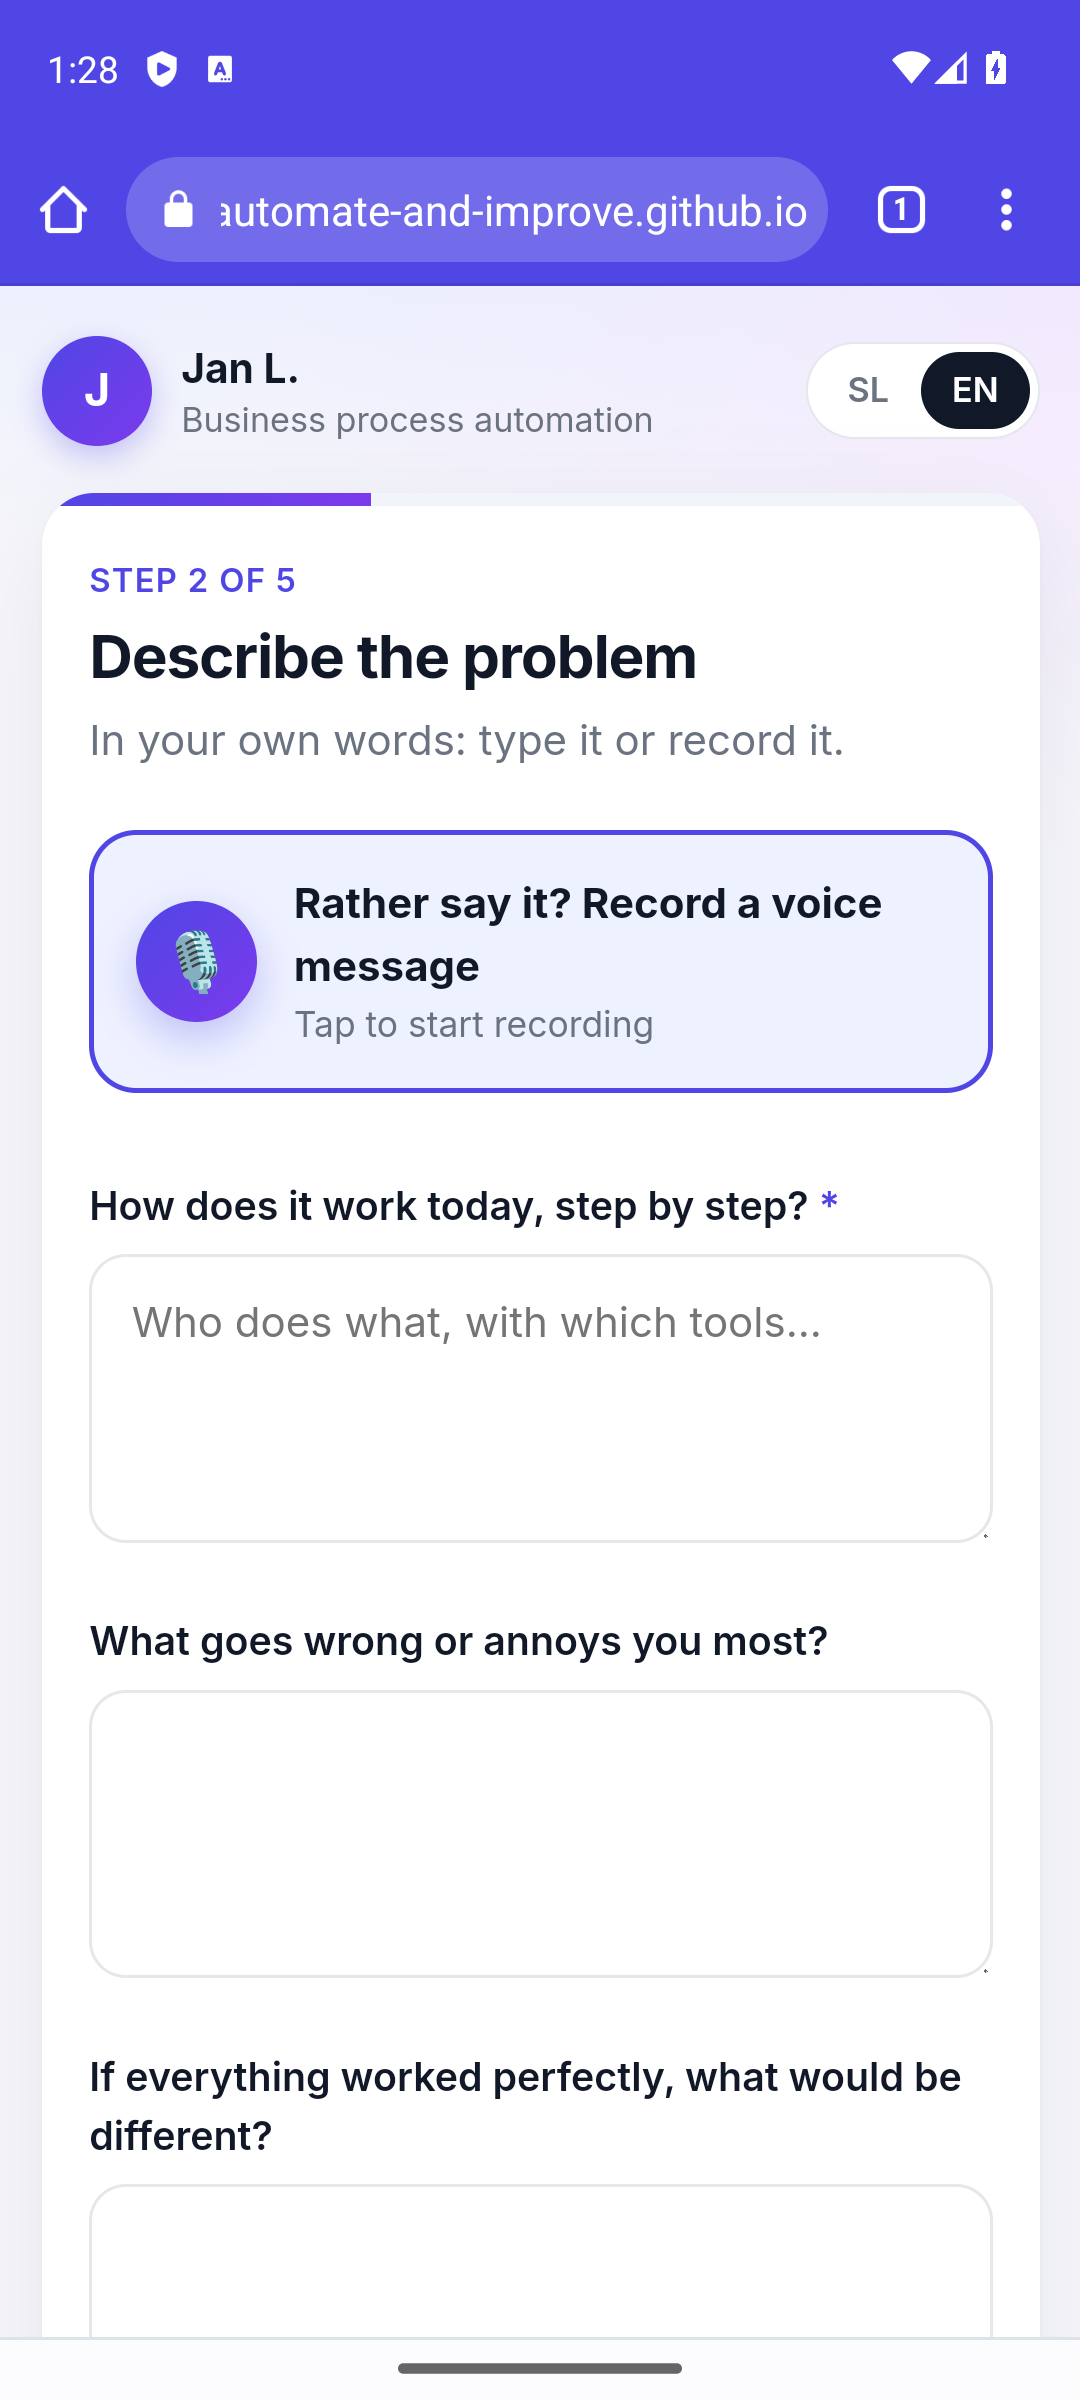 1:28
automate-and-improve.github.io
1
J
Jan L.
Business process automation
SL
EN
STEP 2 OF 5
Describe the problem
In your own words: type it or record it.
Rather say it? Record a voice
message
Tap to start recording
How does it work today, step by step? *
Who does what, with which tools...
What goes wrong or annoys you most?
If everything worked perfectly, what would be
different?